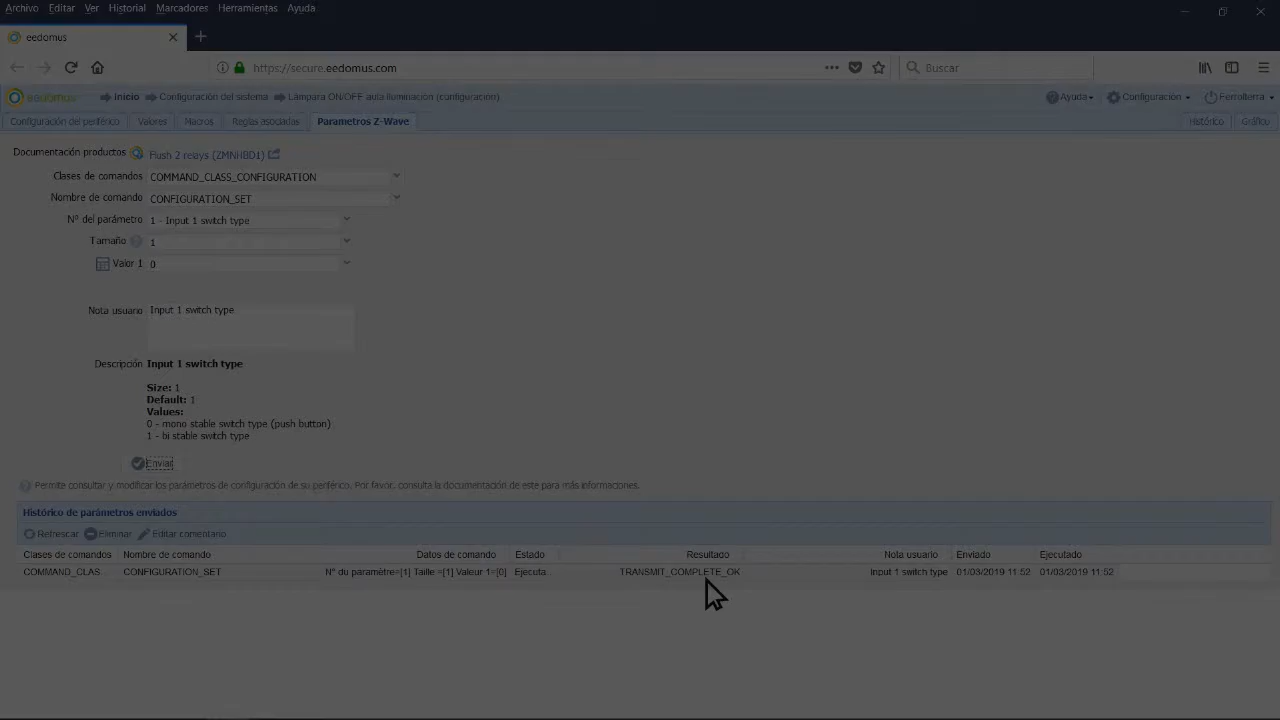 Archivo Editar Ver Historial Marcadores Herramientas Ayuda
eedomus
https://secure.eedomus.com
Buscar
eedomus Inicio Configuración del sistema Lámpara ON/OFF aula Iluminación (configuración) Ayuda Configuración Ferrolterra
Configuración del periférico Valores Macros Reglas asociadas Parametros Z-Wave Histórico Gráfico
Documentación productos Flush 2 relays (ZMNHBD1)
Clases de comandos COMMAND_CLASS_CONFIGURATION
Nombre de comando CONFIGURATION_SET
Nº del parámetro 1 - Input 1 switch type
Tamaño 1
Valer 1 0
Nota usuario Input 1 switch type
Descripción Input 1 switch type
Size: 1
Default: 1
Values:
0 - mono stable switch type (push button)
1 - bi stable switch type
Enviar
Permite consultar y modificar los parámetros de configuración de su periférico. Por favor, consulta la documentación de este para más informaciones.
Histórico de parámetros enviados
Refrescar Eliminar Editar comentario
Clases de comandos Nombre de comando Datos de comando Estado Resultado Nota usuario Enviado Ejecutado
COMMAND_CLAS... CONFIGURATION_SET Nº du paramètre=[1] Taille =[1] Valeur 1=[0] Ejecuta... TRANSMIT_COMPLETE_OK Input 1 switch type 01/03/2019 11:52 01/03/2019 11:52